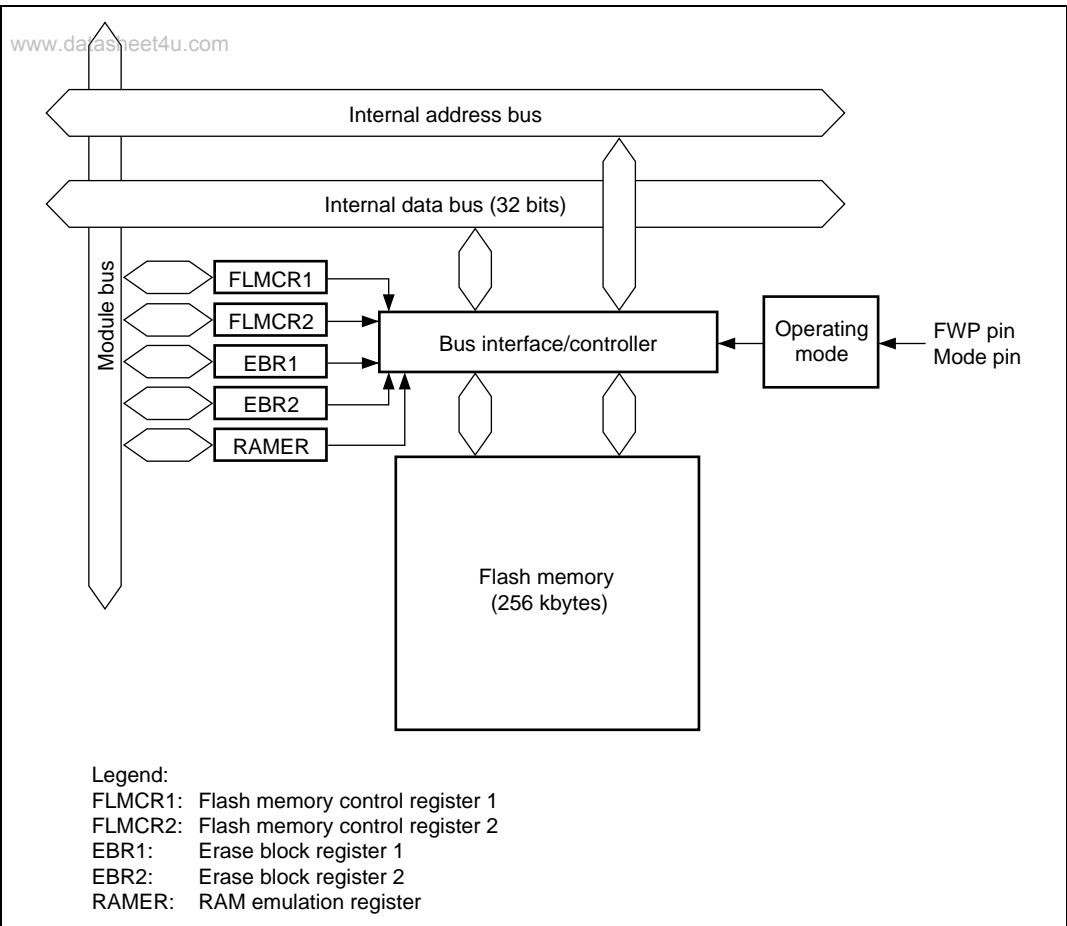 www.datasheet4u.com
Internal address bus
Internal data bus (32 bits)
Module bus
FLMCR1
FLMCR2
EBR1
EBR2
RAMER
Bus interface/controller
Operating
mode
FWP pin
Mode pin
Flash memory
(256 kbytes)
Legend:
FLMCR1: Flash memory control register 1
FLMCR2: Flash memory control register 2
EBR1: Erase block register 1
EBR2: Erase block register 2
RAMER: RAM emulation register